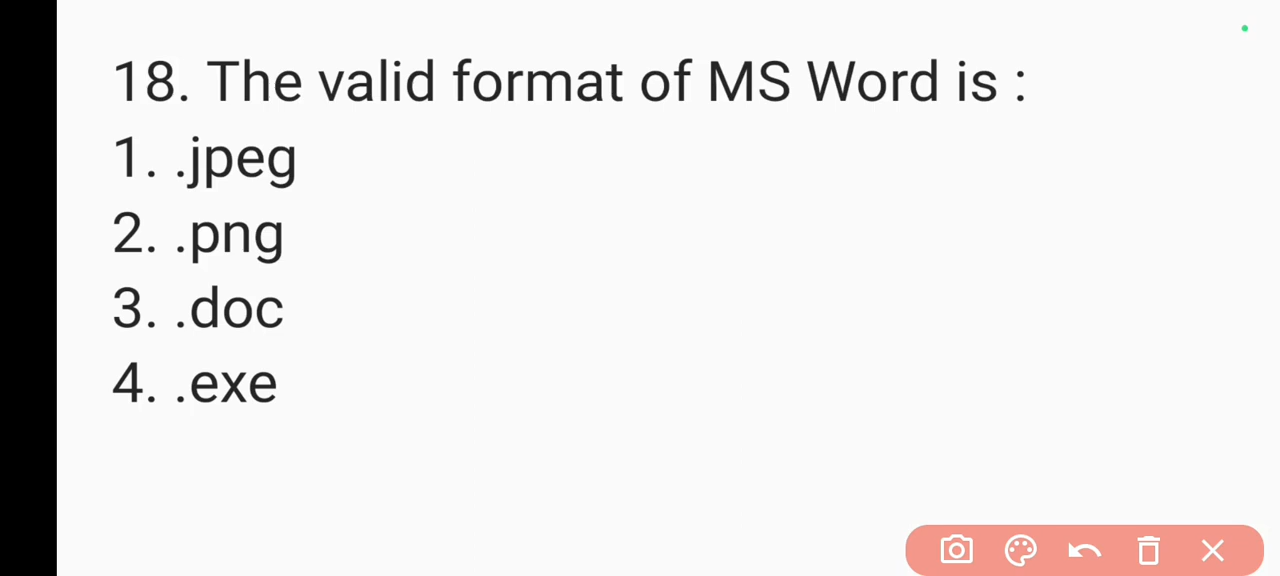 18. The valid format of MS Word is :
1. .jpeg
2. .png
3. .doc
4. .exe